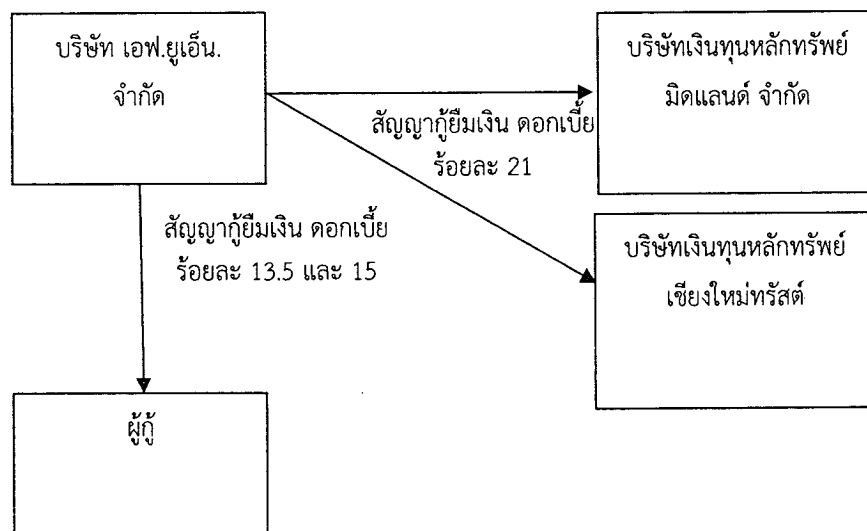 บริษัท เอฟ.ยูเอ็น.
จำกัด
บริษัทเงินทุนหลักทรัพย์
มิดแลนด์ จำกัด
สัญญากู้ยืมเงิน ดอกเบี้ย
ร้อยละ 21
สัญญากู้ยืมเงิน ดอกเบี้ย
ร้อยละ 13.5 และ 15
บริษัทเงินทุนหลักทรัพย์
เชียงใหม่ทรัสต์
ผู้กู้